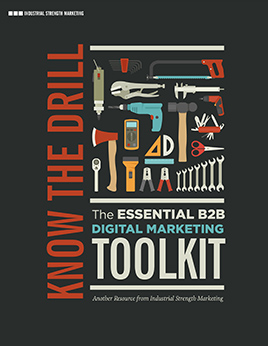 INDUSTRIAL STRENGTH MARKETING
KNOW THE DRILL
The ESSENTIAL B2B
DIGITAL MARKETING
TOOLKIT
Another Resource from Industrial Strength Marketing